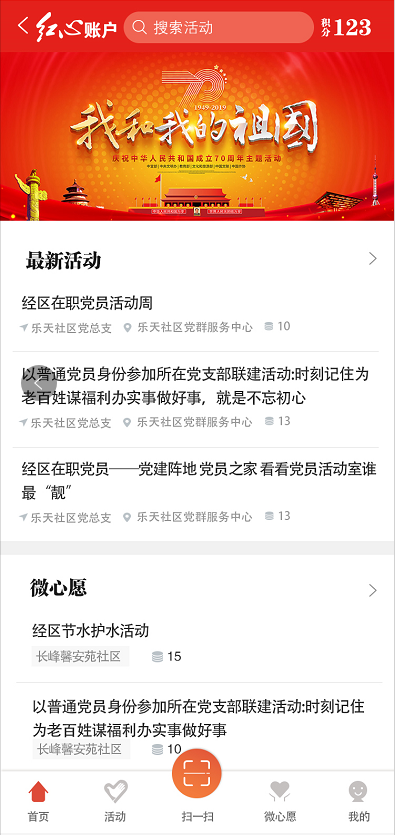 红心账户
搜索活动
积分 123
70
1949-2019
我和我的祖国
庆祝中华人民共和国成立70周年主题活动
最新活动
经区在职党员活动周
乐天社区党总支 乐天社区党群服务中心 10
以普通党员身份参加所在党支部联建活动:时刻记住为
老百姓谋福利办实事做好事，就是不忘初心
乐天社区党总支 乐天社区党群服务中心 13
经区在职党员——党建阵地 党员之家 看看党员活动室谁
最“靓”
乐天社区党总支 乐天社区党群服务中心 13
微心愿
经区节水护水活动
长峰馨安苑社区 15
以普通党员身份参加所在党支部联建活动:时刻记住
为老百姓谋福利办实事做好事
长峰馨安苑社区 10
首页 活动 扫一扫 微心愿 我的